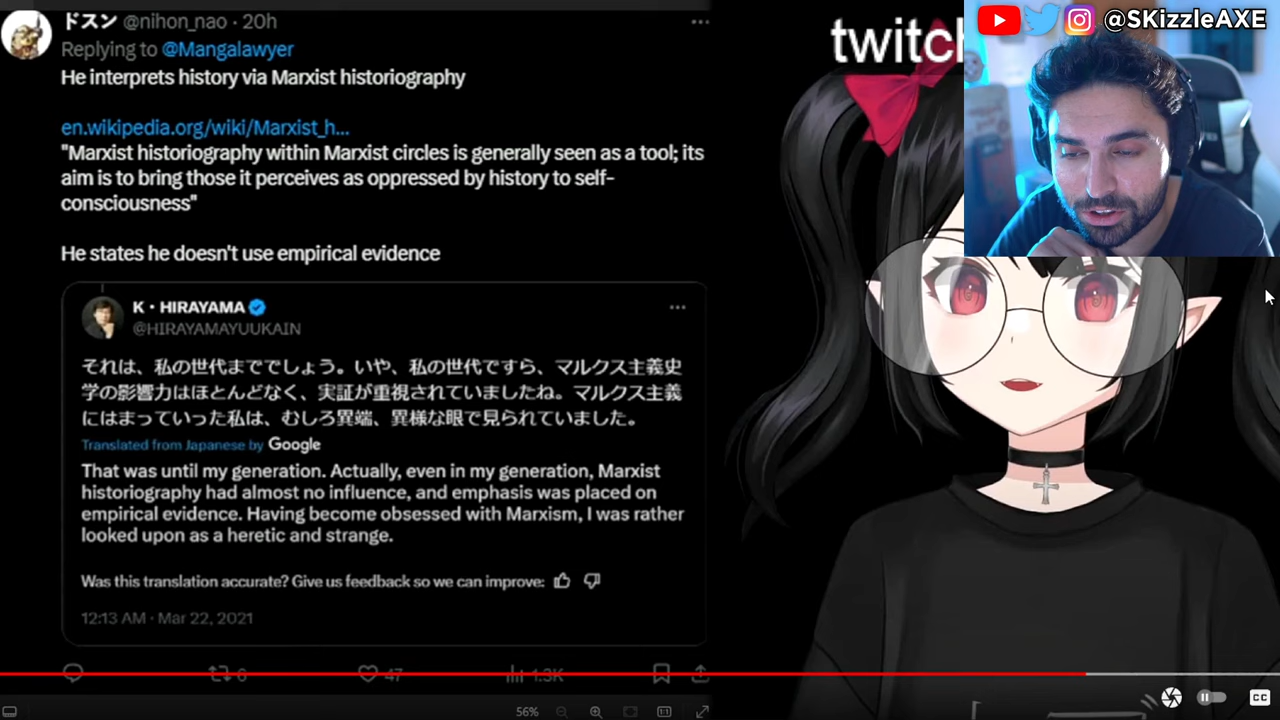 ドスン @nihon_nao · 20h
Replying to @Mangalawyer
He interprets history via Marxist historiography
en.wikipedia.org/wiki/Marxist_h...
"Marxist historiography within Marxist circles is generally seen as a tool; its
aim is to bring those it perceives as oppressed by history to self-
consciousness"
He states he doesn't use empirical evidence
K・HIRAYAMA
@HIRAYAMAYUUKAIN
それは、私の世代まででしょう。いや、私の世代ですら、マルクス主義史
学の影響力はほとんどなく、実証が重視されていましたね。マルクス主義
にはまっていった私は、むしろ異端、異様な眼で見られていました。
Translated from Japanese by Google
That was until my generation. Actually, even in my generation, Marxist
historiography had almost no influence, and emphasis was placed on
empirical evidence. Having become obsessed with Marxism, I was rather
looked upon as a heretic and strange.
Was this translation accurate? Give us feedback so we can improve:
12:13 AM · Mar 22, 2021
6 47 1.3K
56%
1:1
twitch
@SKizzleAXE
CC